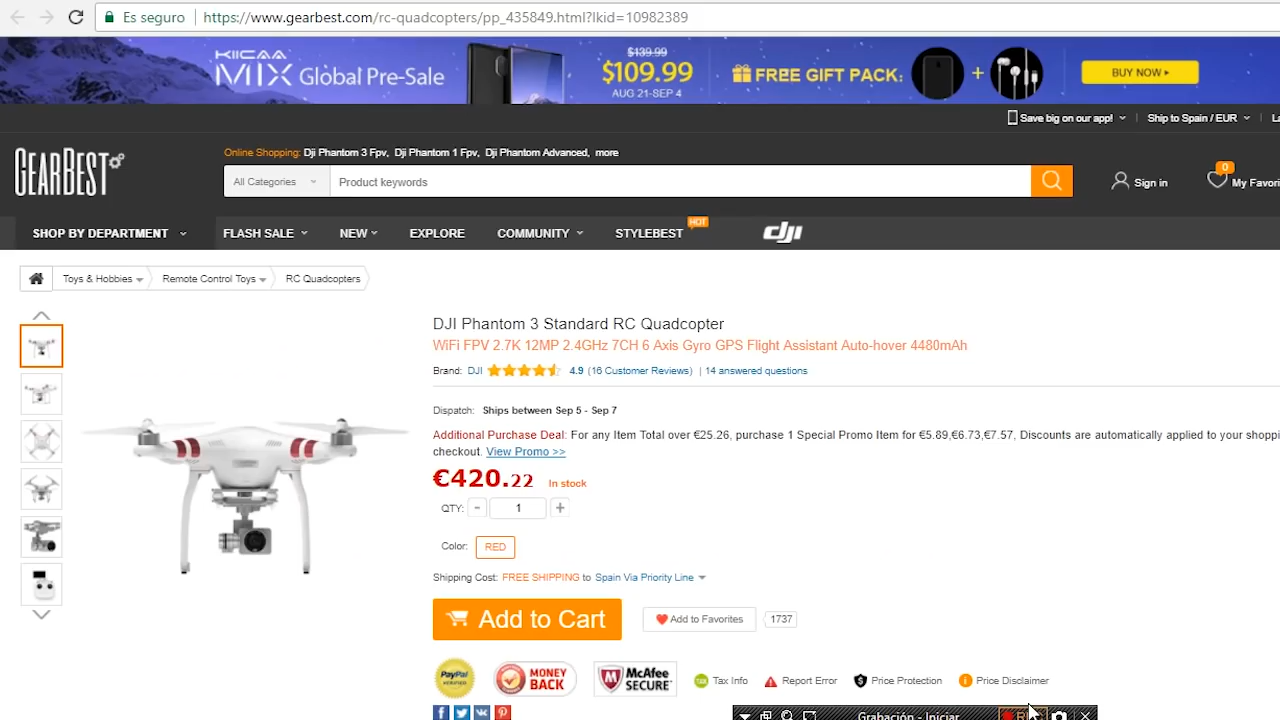 Es seguro https://www.gearbest.com/rc-quadcopters/pp_435849.html?lkid=10982389
KIICAA
MIX Global Pre-Sale
$139.99
$109.99
AUG 21-SEP 4
FREE GIFT PACK:
+
BUY NOW
Save big on our app!
Ship to Spain / EUR
GEARBEST
Online Shopping: Dji Phantom 3 Fpv, Dji Phantom 1 Fpv, Dji Phantom Advanced, more
All Categories
Product keywords
Sign in
0
My Favori
SHOP BY DEPARTMENT
FLASH SALE
NEW
EXPLORE
COMMUNITY
STYLEBEST
HOT
dji
Toys & Hobbies
Remote Control Toys
RC Quadcopters
DJI Phantom 3 Standard RC Quadcopter
WiFi FPV 2.7K 12MP 2.4GHz 7CH 6 Axis Gyro GPS Flight Assistant Auto-hover 4480mAh
Brand: DJI 4.9 (16 Customer Reviews) | 14 answered questions
Dispatch: Ships between Sep 5 - Sep 7
Additional Purchase Deal: For any Item Total over €25.26, purchase 1 Special Promo Item for €5.89,€6.73,€7.57, Discounts are automatically applied to your shoppi
checkout. View Promo >>
€420.22 In stock
QTY: - 1 +
Color: RED
Shipping Cost: FREE SHIPPING to Spain Via Priority Line
Add to Cart
Add to Favorites
1737
PayPal
VERIFIED
MONEY
BACK
McAfee
SECURE
Tax Info
Report Error
Price Protection
Price Disclaimer
Grabación - Iniciar